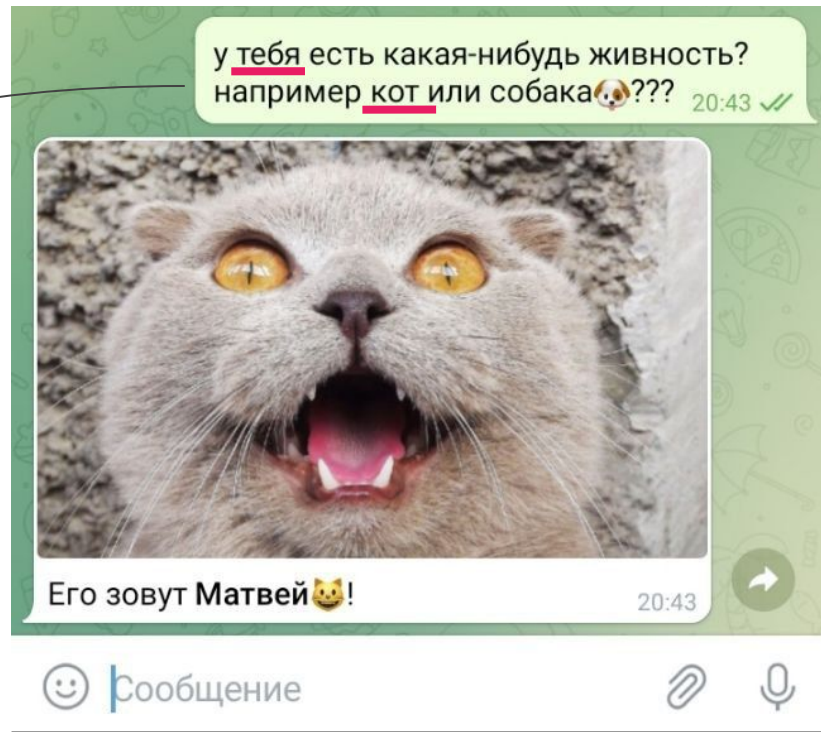 у тебя есть какая-нибудь живность?
например кот или собака🐶???
20:43
Его зовут Матвей😺!
20:43
Сообщение